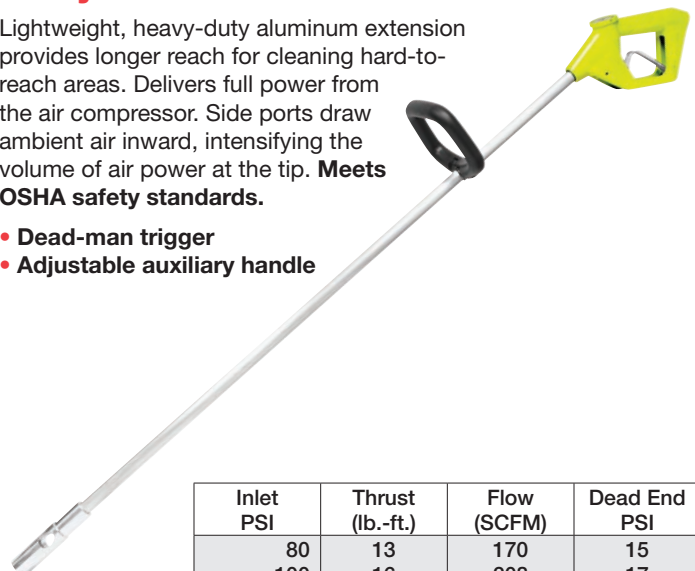 Lightweight, heavy-duty aluminum extension
provides longer reach for cleaning hard-to-
reach areas. Delivers full power from
the air compressor. Side ports draw
ambient air inward, intensifying the
volume of air power at the tip. Meets
OSHA safety standards.
• Dead-man trigger
• Adjustable auxiliary handle
Inlet PSI Thrust (lb.-ft.) Flow (SCFM) Dead End PSI
80 13 170 15